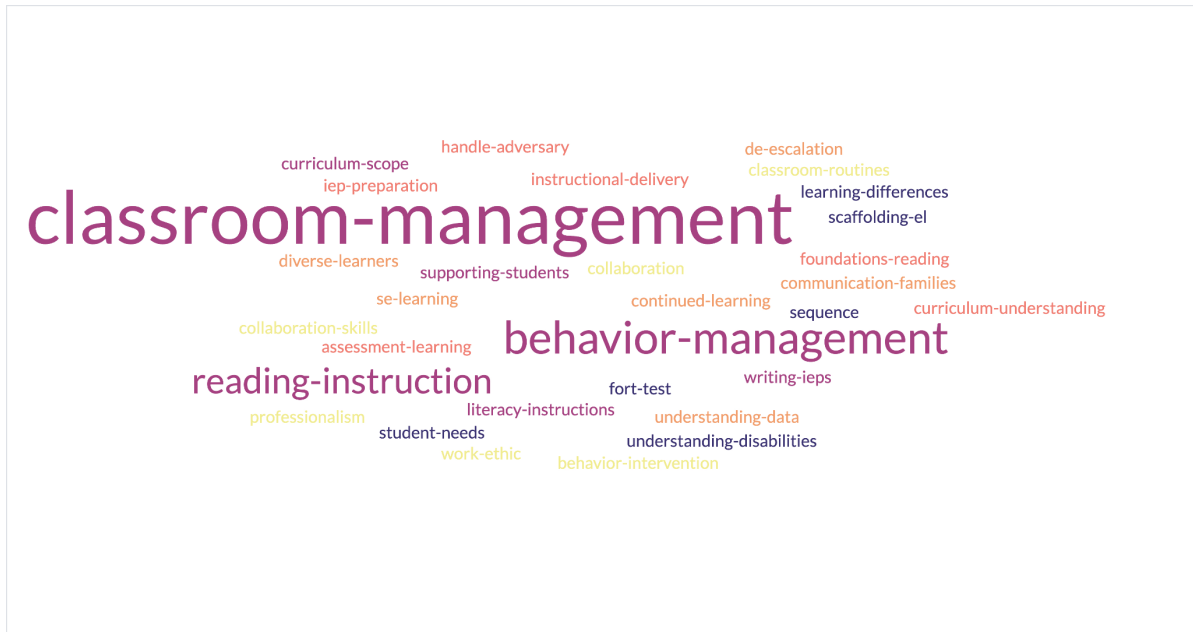 handle-adversary
de-escalation
curriculum-scope
classroom-routines
iep-preparation
instructional-delivery
learning-differences
classroom-management
scaffolding-el
diverse-learners
supporting-students
collaboration
foundations-reading
communication-families
se-learning
continued-learning
sequence
curriculum-understanding
collaboration-skills
behavior-management
assessment-learning
reading-instruction
fort-test
writing-ieps
professionalism
literacy-instructions
understanding-data
student-needs
understanding-disabilities
work-ethic
behavior-intervention